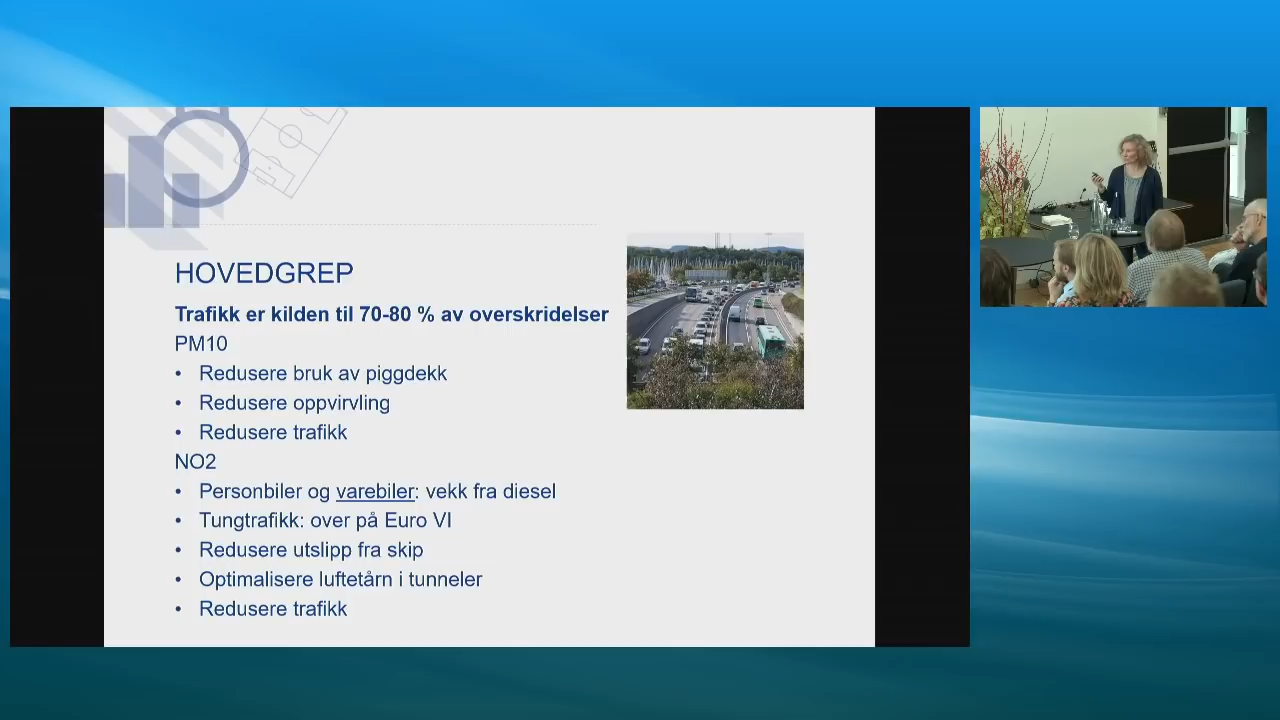 HOVEDGREP
Trafikk er kilden til 70-80 % av overskridelser
PM10
• Redusere bruk av piggdekk
• Redusere oppvirvling
• Redusere trafikk
NO2
• Personbiler og varebiler: vekk fra diesel
• Tungtrafikk: over på Euro VI
• Redusere utslipp fra skip
• Optimalisere luftetårn i tunneler
• Redusere trafikk